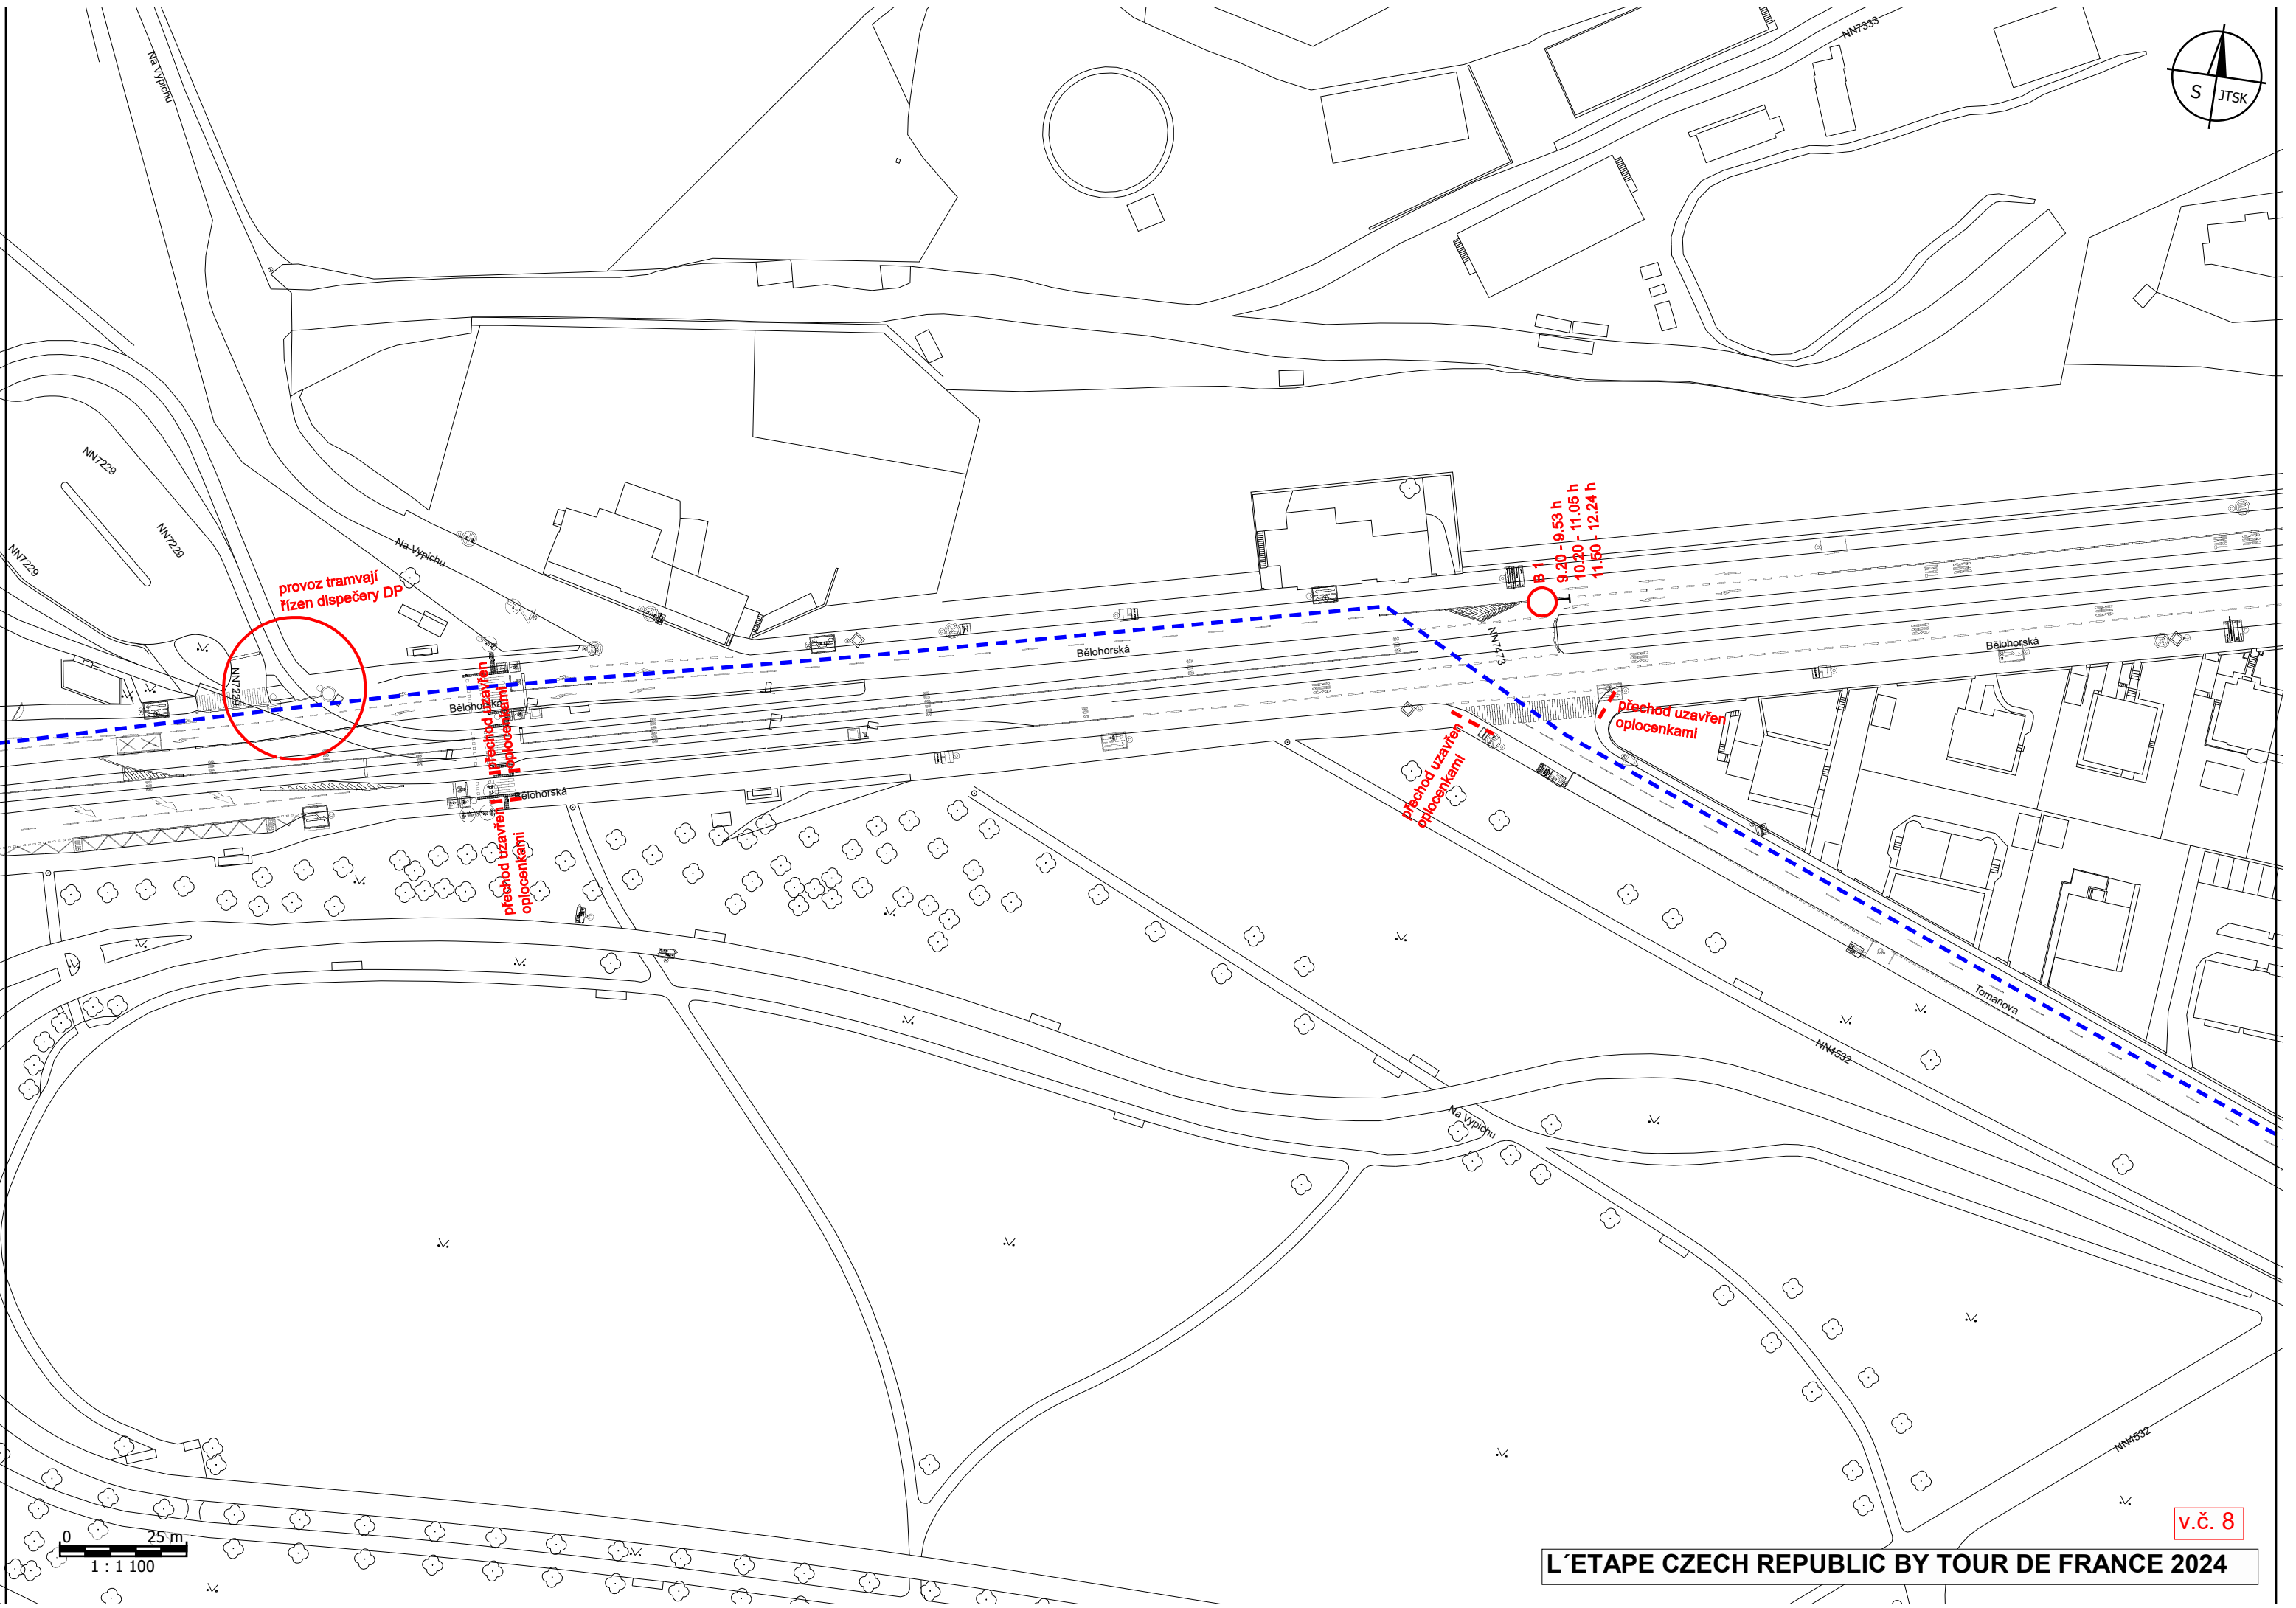 Na Vypichu
NN7333
S JTSK
NN7229
NN7229
NN7229
Na Vypichu
provoz tramvají
řízen dispečery DP
NN7229
B 1
9.20 - 9.53 h
10.20 - 11.05 h
11.50 - 12.24 h
Bělohorská
NN7473
Bělohorská
Bělohorská
přechod uzavřen
oplocenkami
přechod uzavřen
oplocenkami
přechod uzavřen
oplocenkami
Bělohorská
přechod uzavřen
oplocenkami
Tomanova
NN4532
Na Vypichu
NN4532
v.č. 8
0 25 m
1 : 1 100
L´ETAPE CZECH REPUBLIC BY TOUR DE FRANCE 2024